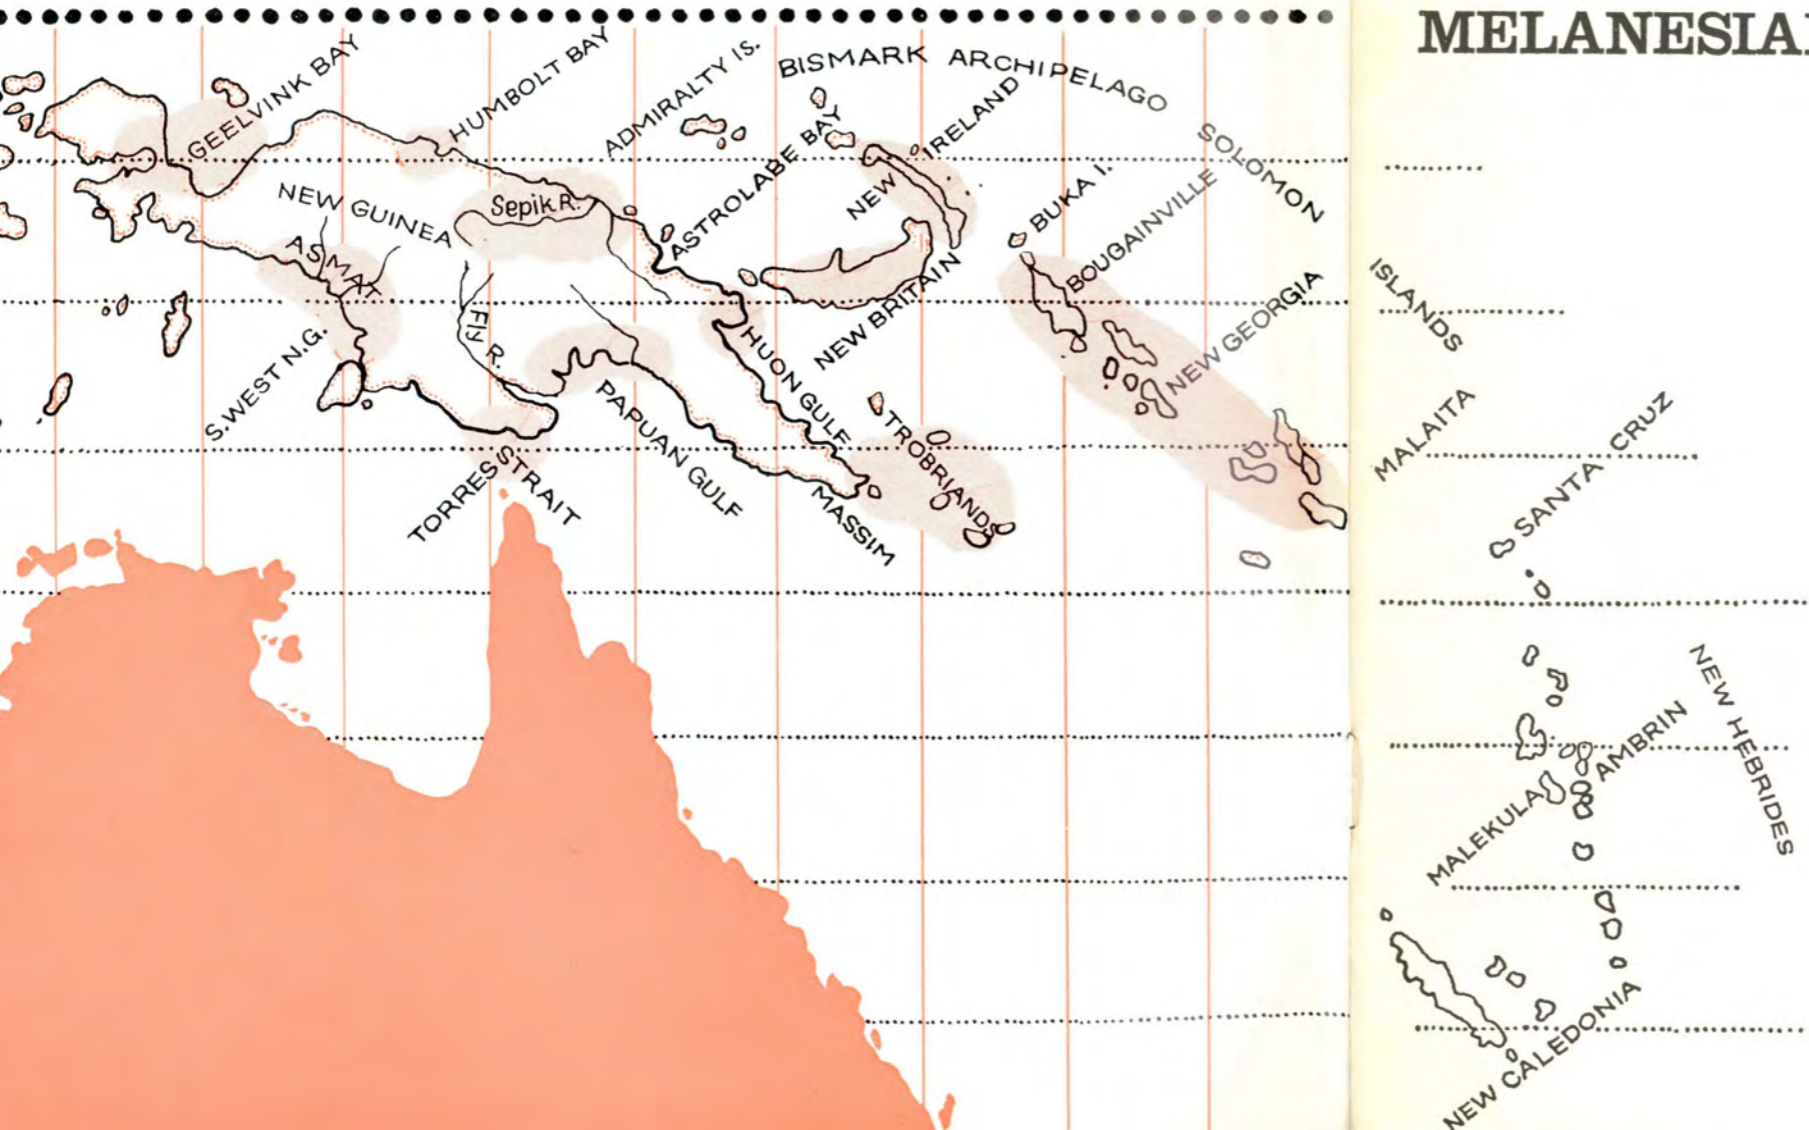 MELANESIA
GEELVINK BAY
HUMBOLT BAY
ADMIRALTY IS.
BISMARK ARCHIPELAGO
ASTROLABE BAY
NEW IRELAND
SOLOMON
ISLANDS
BUKA I.
BOUGAINVILLE
NEW GUINEA
Sepik R.
ASMAT
NEW BRITAIN
NEW GEORGIA
Fly R.
S.WEST N.G.
HUON GULF
PAPUAN GULF
TROBRIANDS
MALAITA
SANTA CRUZ
TORRES STRAIT
MASSIM
NEW HEBRIDES
AMBRIN
MALEKULA
NEW CALEDONIA